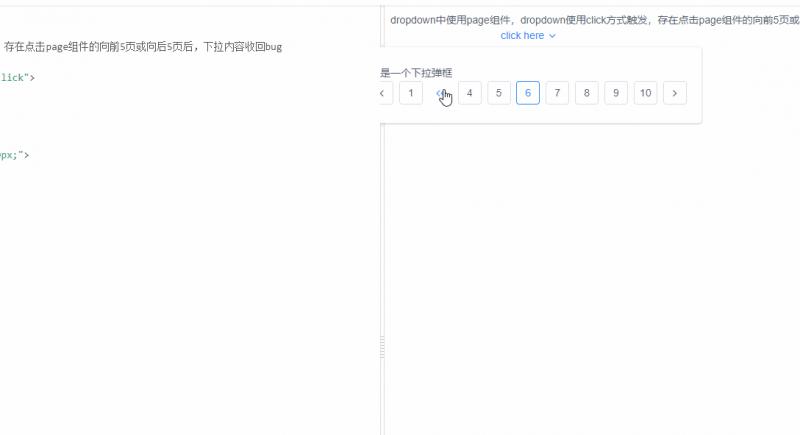 存在点击page组件的向前5页或向后5页后，下拉内容收回bug
lick">
px;">
dropdown中使用page组件，dropdown使用click方式触发，存在点击page组件的向前5页或
click here
是一个下拉弹框
1 4 5 6 7 8 9 10